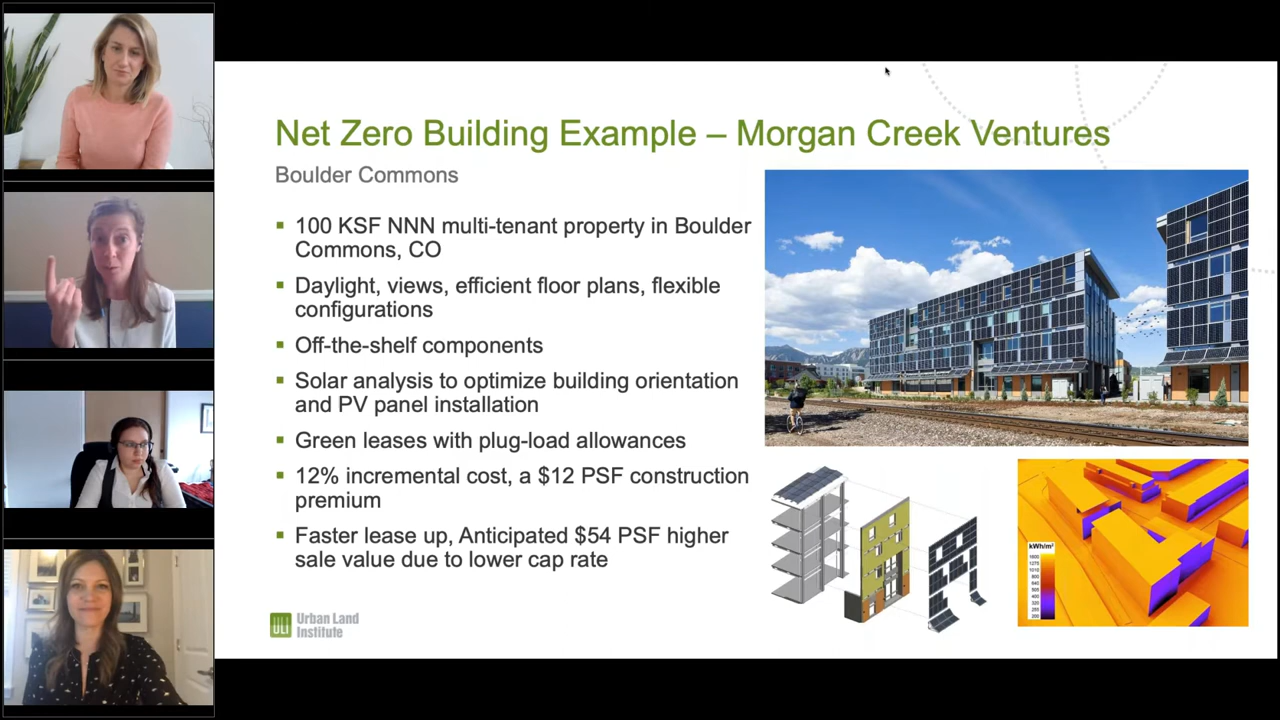 Net Zero Building Example – Morgan Creek Ventures
Boulder Commons
100 KSF NNN multi-tenant property in Boulder
Commons, CO
Daylight, views, efficient floor plans, flexible
configurations
Off-the-shelf components
Solar analysis to optimize building orientation
and PV panel installation
Green leases with plug-load allowances
12% incremental cost, a $12 PSF construction
premium
Faster lease up, Anticipated $54 PSF higher
sale value due to lower cap rate
ULI
Urban Land
Institute
kWh/m²